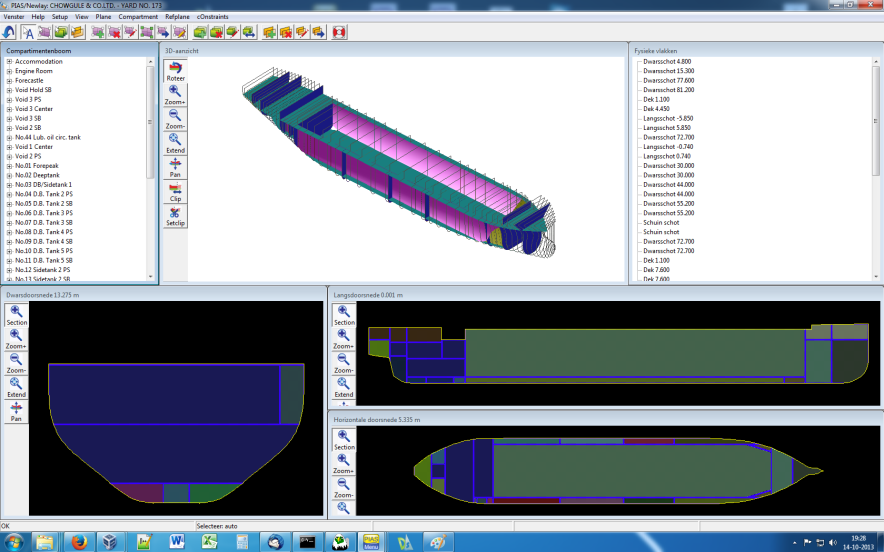 PIAS/Newlay: CHOWGULE & CO.LTD. - YARD NO. 173
Venster Help Setup View Plane Compartment Refplane cConstraints
Compartimentenboom
Accommodation
Engine Room
Forecastle
Void Hold SB
Void 3 PS
Void 3 Center
Void 3 SB
Void 2 SB
No.44 Lub. oil circ. tank
Void 1 Center
Void 2 PS
No.01 Forepeak
No.02 Deeptank
No.03 DB/Sidetank 1
No.04 D.B. Tank 2 PS
No.05 D.B. Tank 2 SB
No.06 D.B. Tank 3 PS
No.07 D.B. Tank 3 SB
No.08 D.B. Tank 4 PS
No.09 D.B. Tank 4 SB
No.10 D.B. Tank 5 PS
No.11 D.B. Tank 5 SB
No.12 Sidetank 2 PS
No.13 Sidetank 2 SB
3D-aanzicht
Roteer
Zoom+
Zoom-
Extend
Pan
Clip
Setclip
Fysieke vlakken
Dwarsschot 4.800
Dwarsschot 15.300
Dwarsschot 77.600
Dwarsschot 81.200
Dek 1.100
Dek 4.450
Langsschot -5.850
Langsschot 5.850
Dwarsschot 72.700
Langsschot -0.740
Langsschot 0.740
Dwarsschot 30.000
Dwarsschot 30.000
Dwarsschot 44.000
Dwarsschot 44.000
Dwarsschot 55.200
Dwarsschot 55.200
Schuin schot
Schuin schot
Dwarsschot 72.700
Dwarsschot 72.700
Dek 1.100
Dek 7.600
Dek 7.600
Dwarsdoorsnede 13.275 m
Section
Zoom+
Zoom-
Extend
Pan
Langsdoorsnede 0.001 m
Section
Zoom+
Zoom-
Extend
Horizontale doorsnede 5.335 m
Section
Zoom+
Zoom-
OK
Selecteer: auto
PIAS
Menu
19:28
14-10-2013